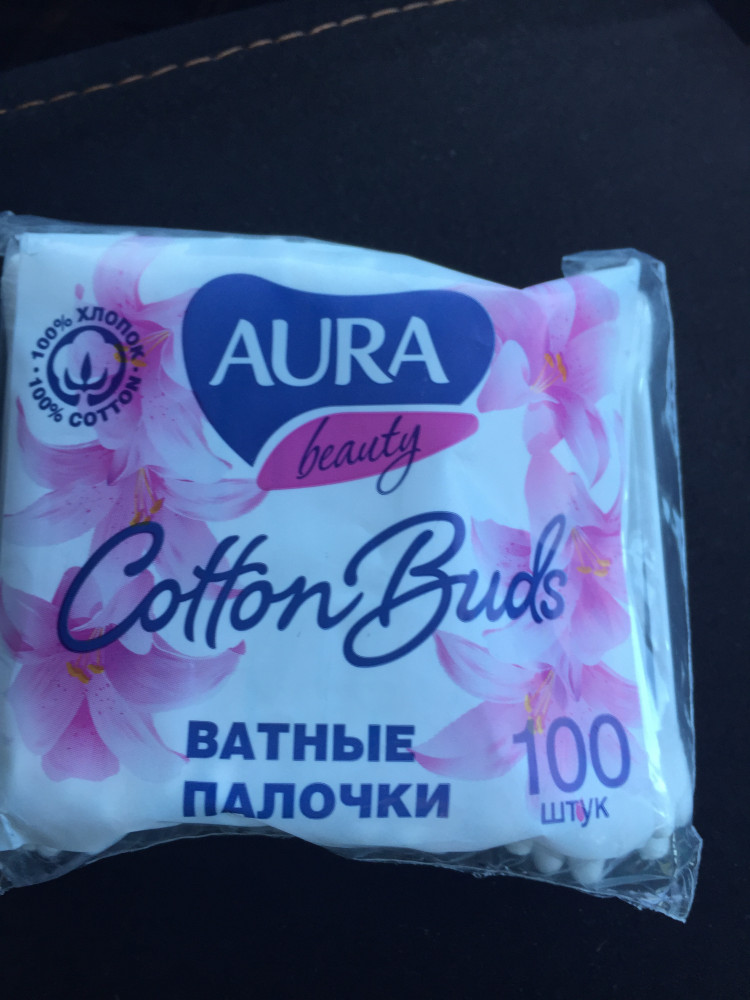 100% ХЛОПОК
100% COTTON
AURA
beauty
Cotton Buds
ВАТНЫЕ
ПАЛОЧКИ
100
ШТУК